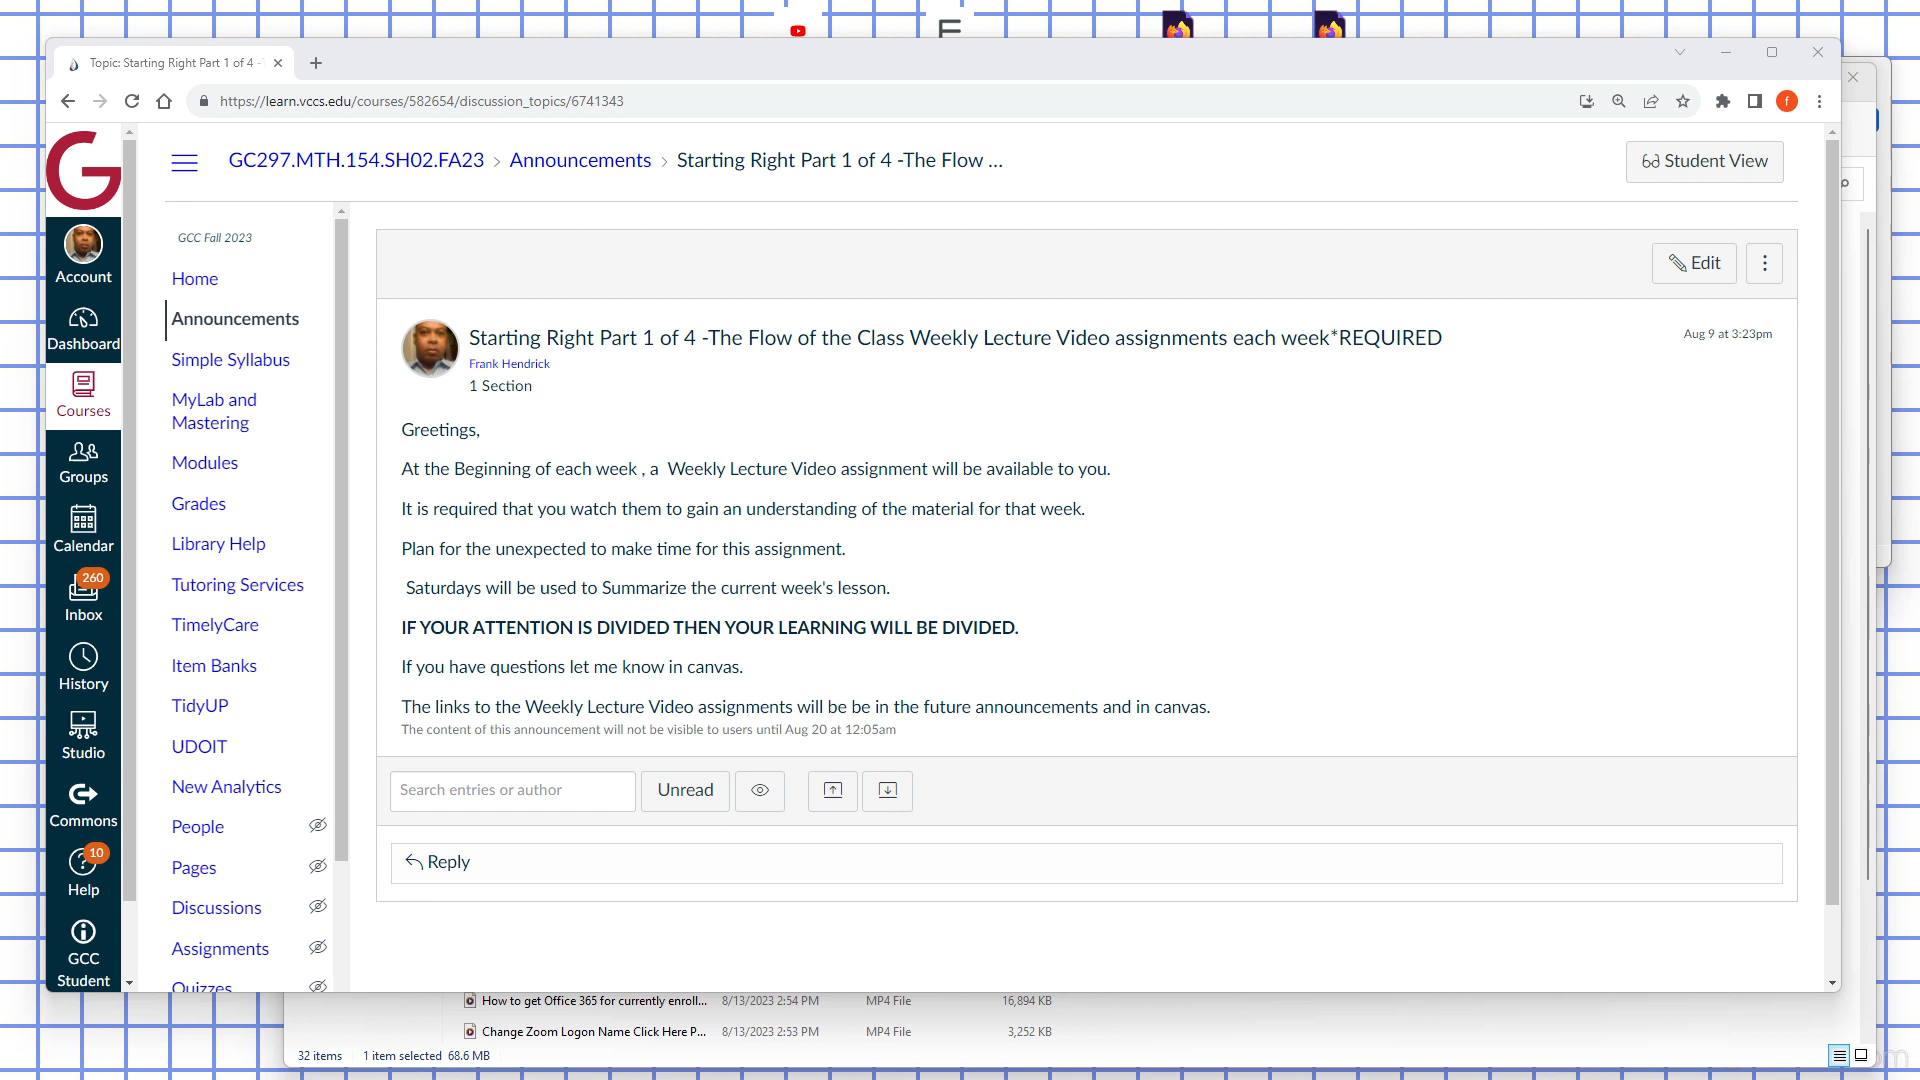 Topic: Starting Right Part 1 of 4 -
https://learn.vccs.edu/courses/582654/discussion_topics/6741343
f
GC297.MTH.154.SH02.FA23 > Announcements > Starting Right Part 1 of 4 -The Flow ...
Student View
Account
Dashboard
Courses
Groups
Calendar
260
Inbox
History
Studio
Commons
10
Help
GCC
Student
GCC Fall 2023
Home
Announcements
Simple Syllabus
MyLab and
Mastering
Modules
Grades
Library Help
Tutoring Services
TimelyCare
Item Banks
TidyUP
UDOIT
New Analytics
People
Pages
Discussions
Assignments
Quizzes
Edit
Starting Right Part 1 of 4 -The Flow of the Class Weekly Lecture Video assignments each week*REQUIRED
Aug 9 at 3:23pm
Frank Hendrick
1 Section
Greetings,
At the Beginning of each week , a  Weekly Lecture Video assignment will be available to you.
It is required that you watch them to gain an understanding of the material for that week.
Plan for the unexpected to make time for this assignment.
Saturdays will be used to Summarize the current week's lesson.
IF YOUR ATTENTION IS DIVIDED THEN YOUR LEARNING WILL BE DIVIDED.
If you have questions let me know in canvas.
The links to the Weekly Lecture Video assignments will be be in the future announcements and in canvas.
The content of this announcement will not be visible to users until Aug 20 at 12:05am
Search entries or author
Unread
Reply
How to get Office 365 for currently enroll... 8/13/2023 2:54 PM MP4 File 16,894 KB
Change Zoom Logon Name Click Here P... 8/13/2023 2:53 PM MP4 File 3,252 KB
32 items 1 item selected 68.6 MB